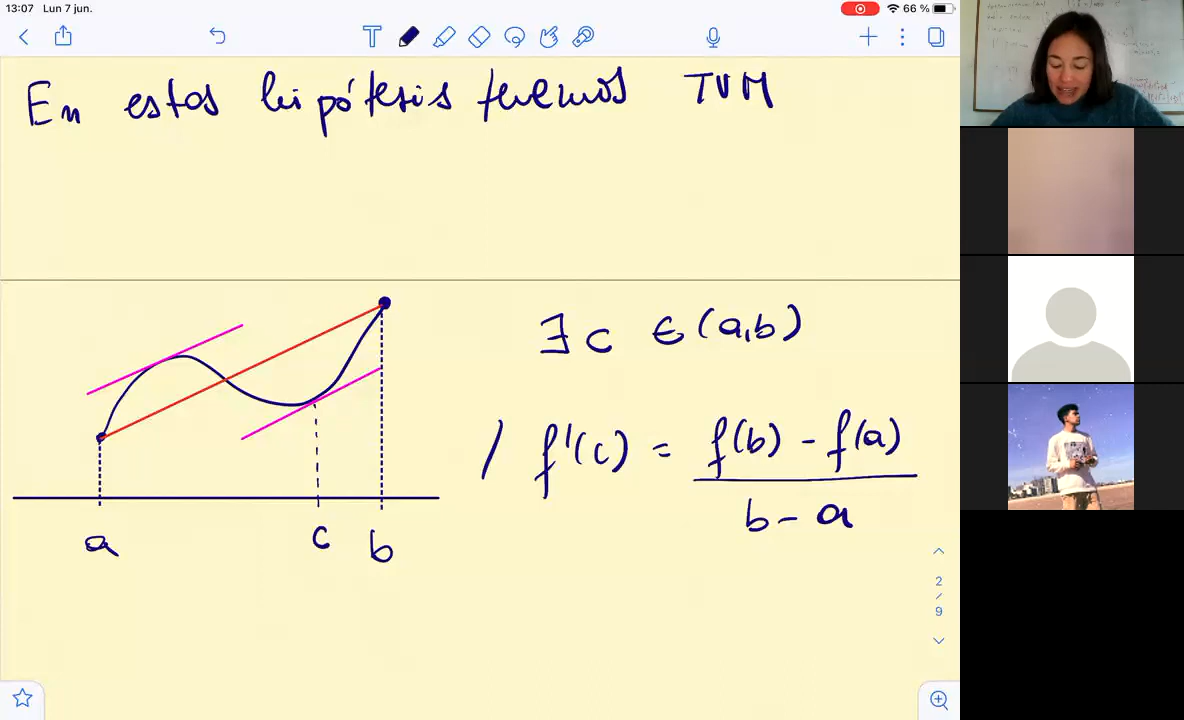 13:07 Lun 7 jun. 66 %
En estas hipótesis tenemos TVM
∃ c ∈ (a,b)
/ f'(c) = f(b) - f(a)
b - a
a c b
2
/
9